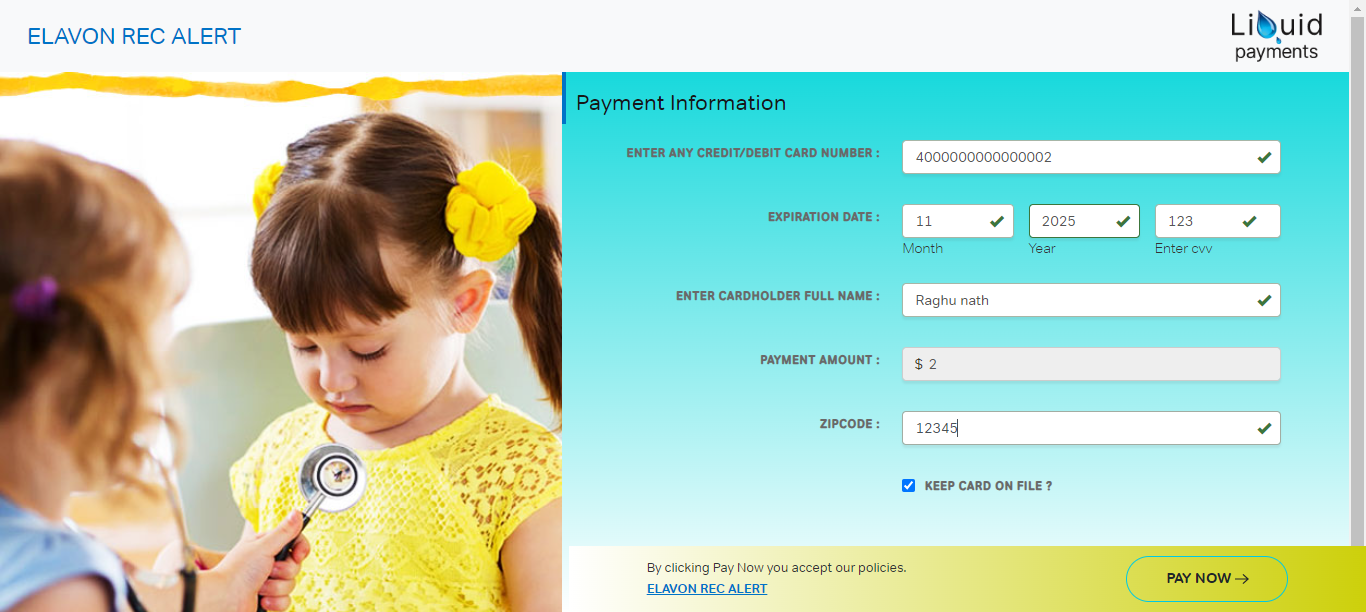 ELAVON REC ALERT
Liquid
payments
Payment Information
ENTER ANY CREDIT/DEBIT CARD NUMBER :
4000000000000002
EXPIRATION DATE :
11
2025
123
Month
Year
Enter cvv
ENTER CARDHOLDER FULL NAME :
Raghu nath
PAYMENT AMOUNT :
$ 2
ZIPCODE :
12345
KEEP CARD ON FILE ?
By clicking Pay Now you accept our policies.
ELAVON REC ALERT
PAY NOW →